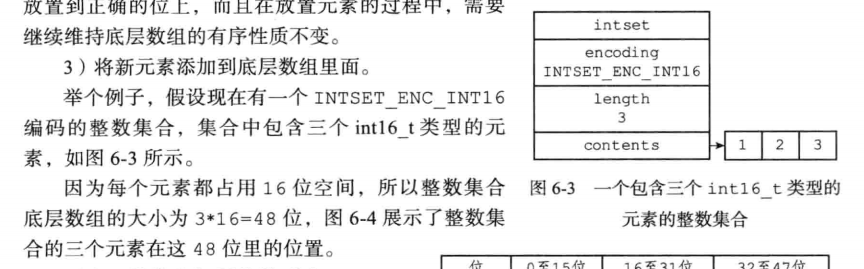 放置到正确的位上，而且在放置元素的过程中，需要
继续维持底层数组的有序性质不变。
3）将新元素添加到底层数组里面。
举个例子，假设现在有一个 INTSET_ENC_INT16
编码的整数集合，集合中包含三个 int16_t 类型的元
素，如图 6-3 所示。
因为每个元素都占用 16 位空间，所以整数集合
底层数组的大小为 3*16=48 位，图 6-4 展示了整数集
合的三个元素在这 48 位里的位置。
intset
encoding
INTSET_ENC_INT16
length
3
contents
1 2 3
图 6-3 一个包含三个 int16_t 类型的
元素的整数集合
位 0至15位 16至31位 32至47位